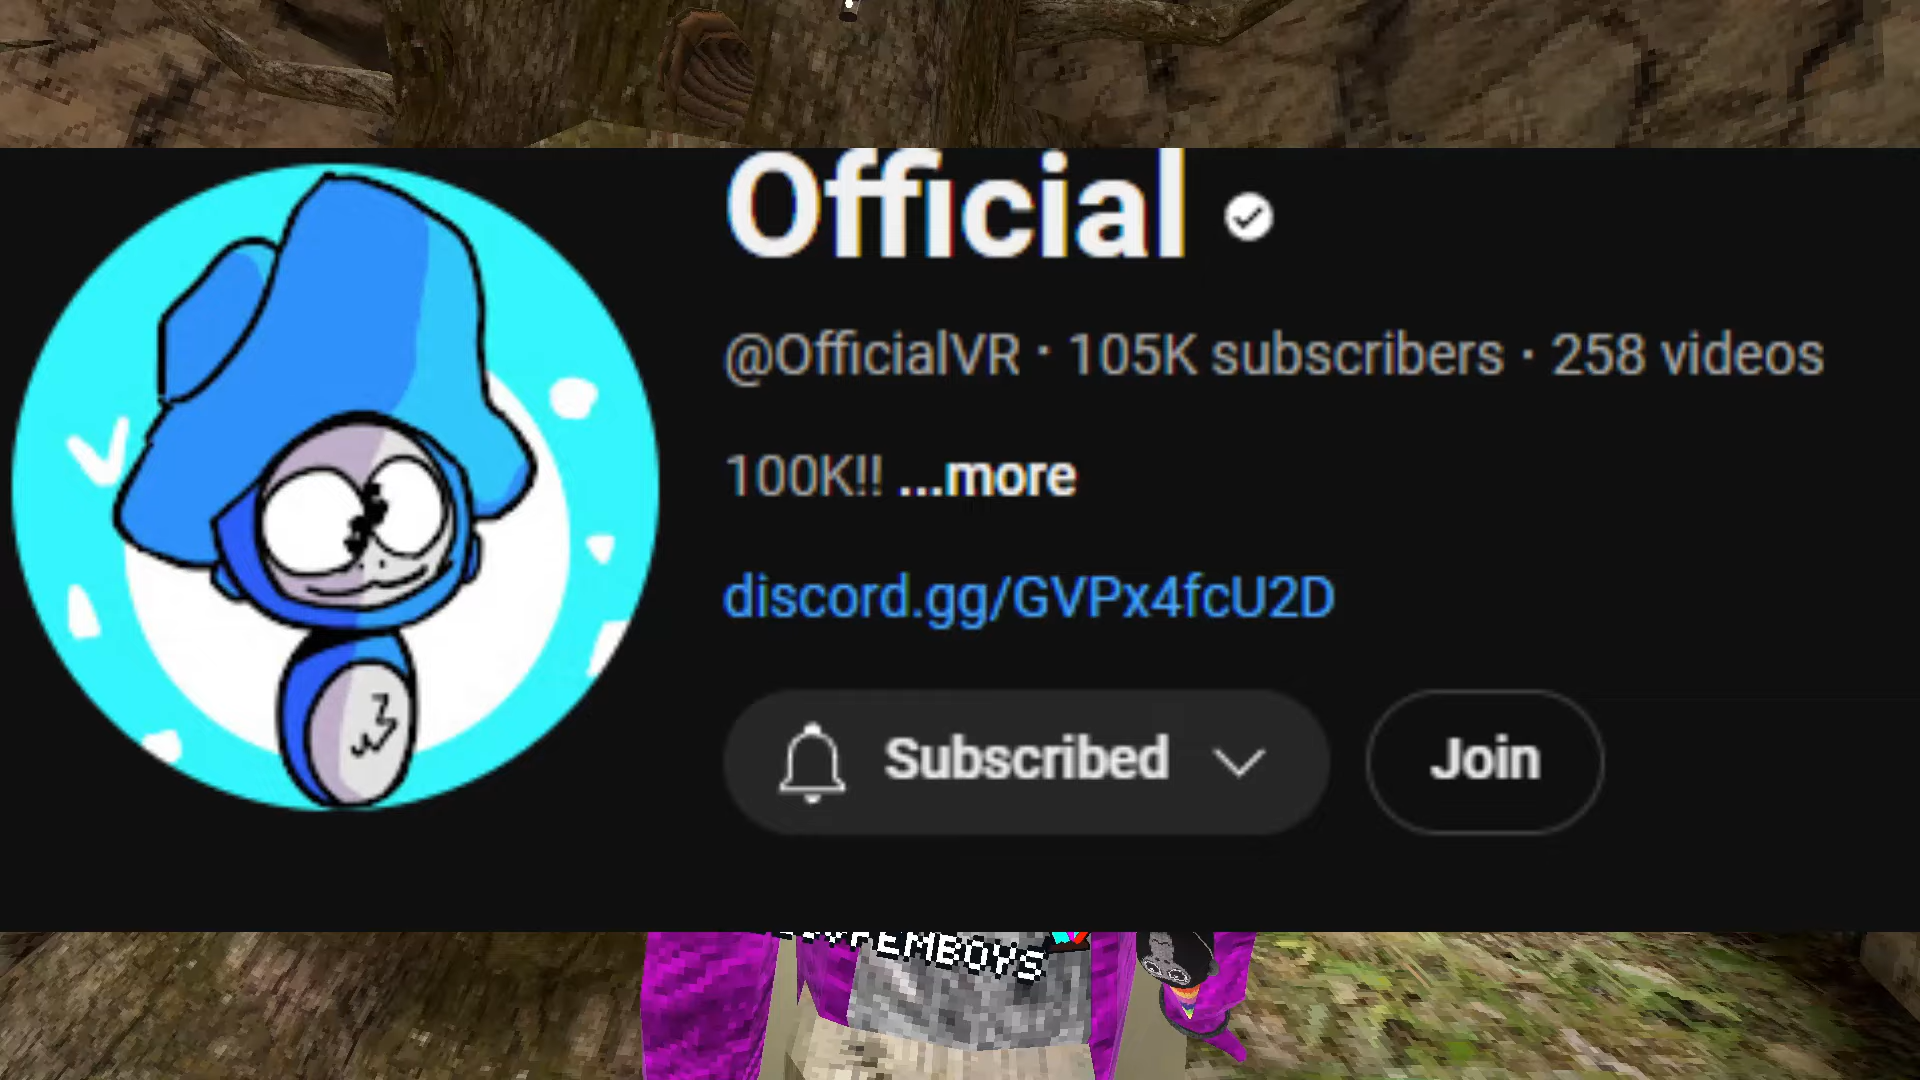 Official
@OfficialVR · 105K subscribers · 258 videos
100K!! ...more
discord.gg/GVPx4fcU2D
Subscribed
Join